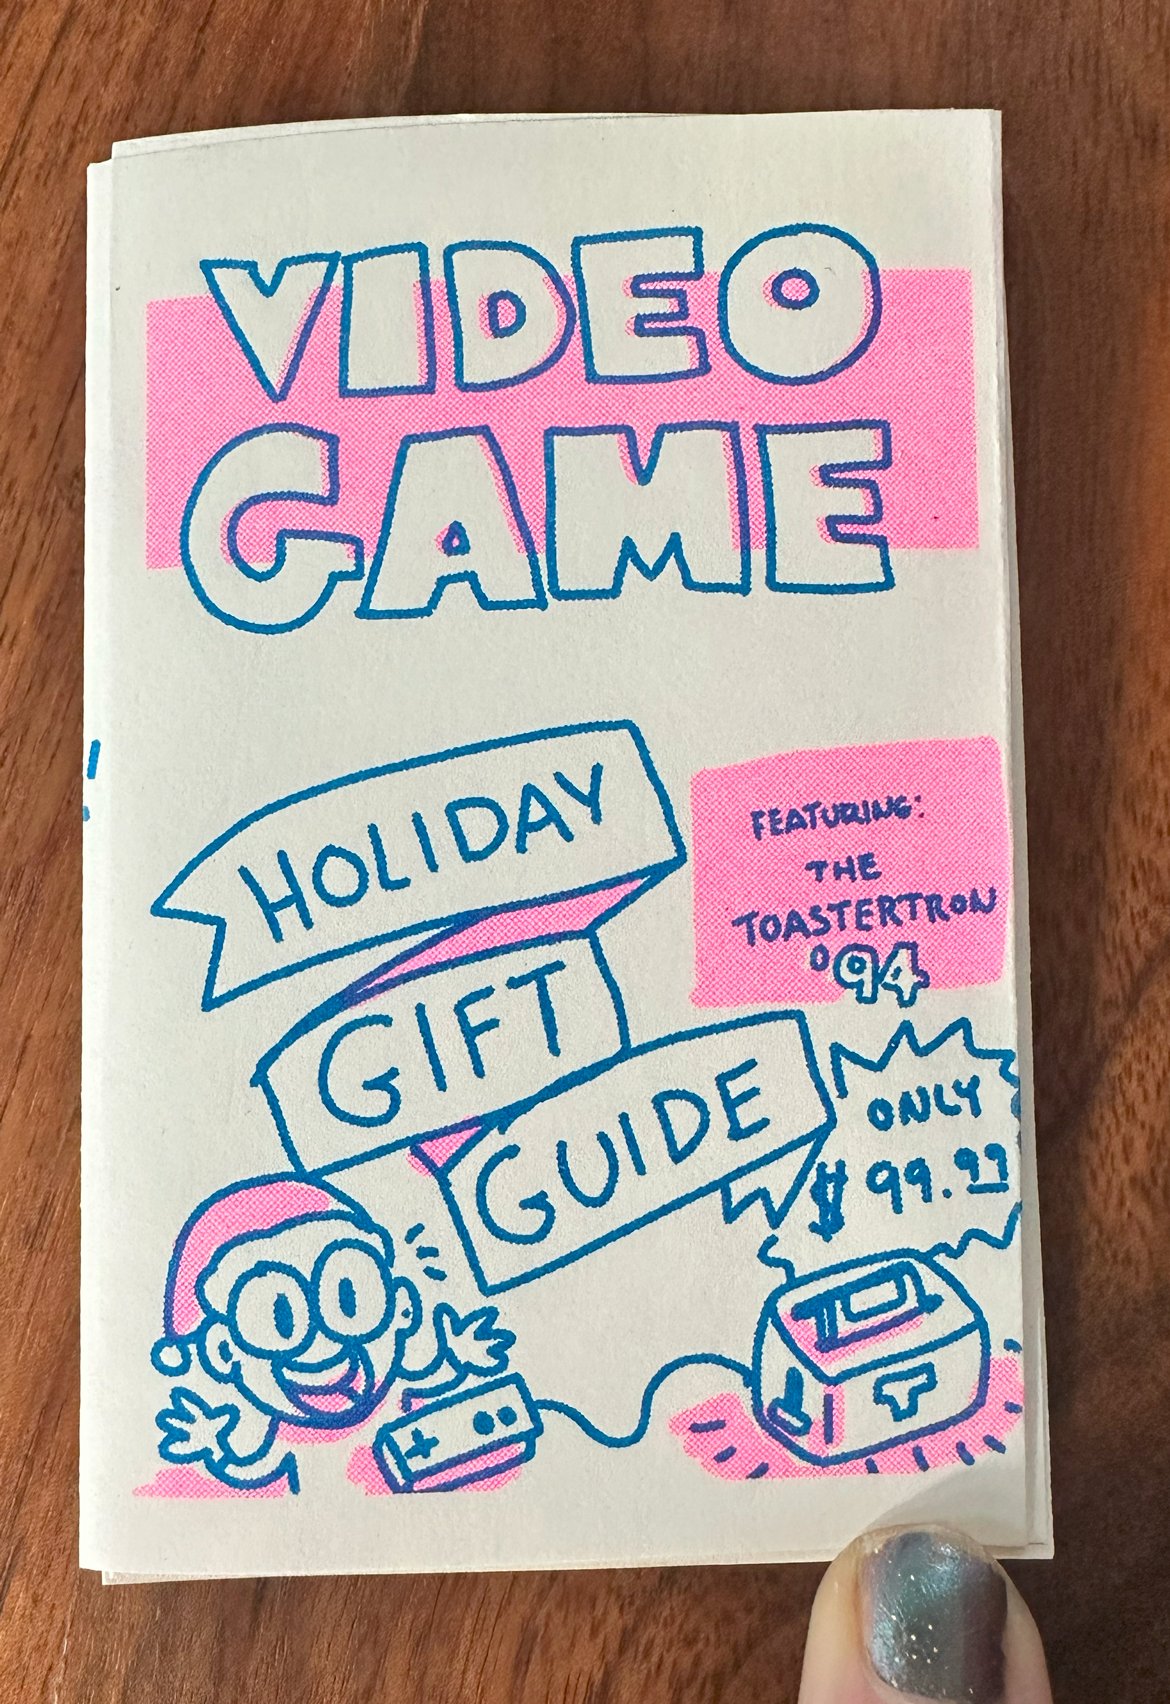 VIDEO
GAME
HOLIDAY
GIFT
GUIDE
FEATURING:
THE
TOASTERTRON
'94
ONLY
$99.99